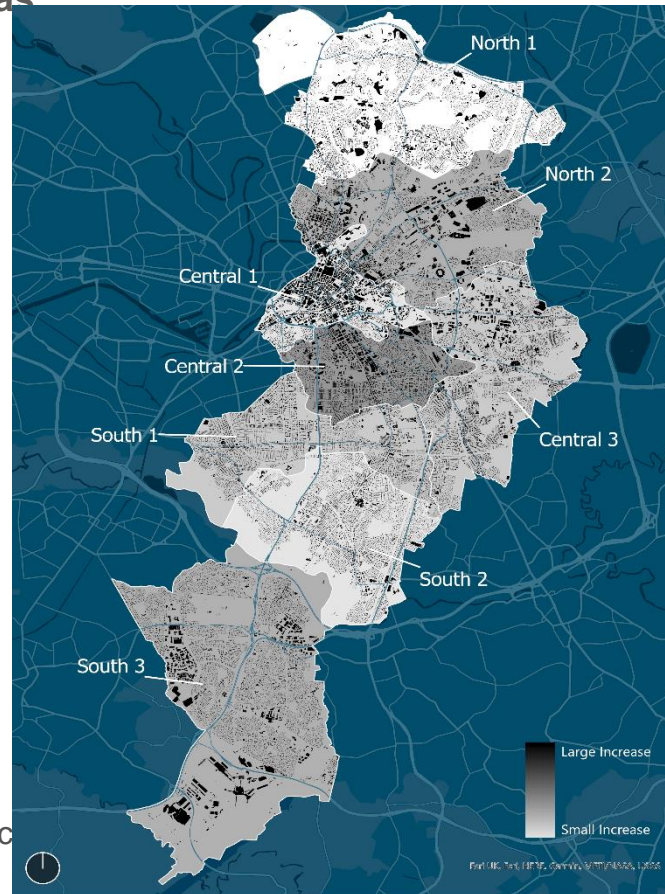 as
North 1
North 2
Central 1
Central 2
South 1
Central 3
South 2
South 3
Large Increase
Small Increase
c